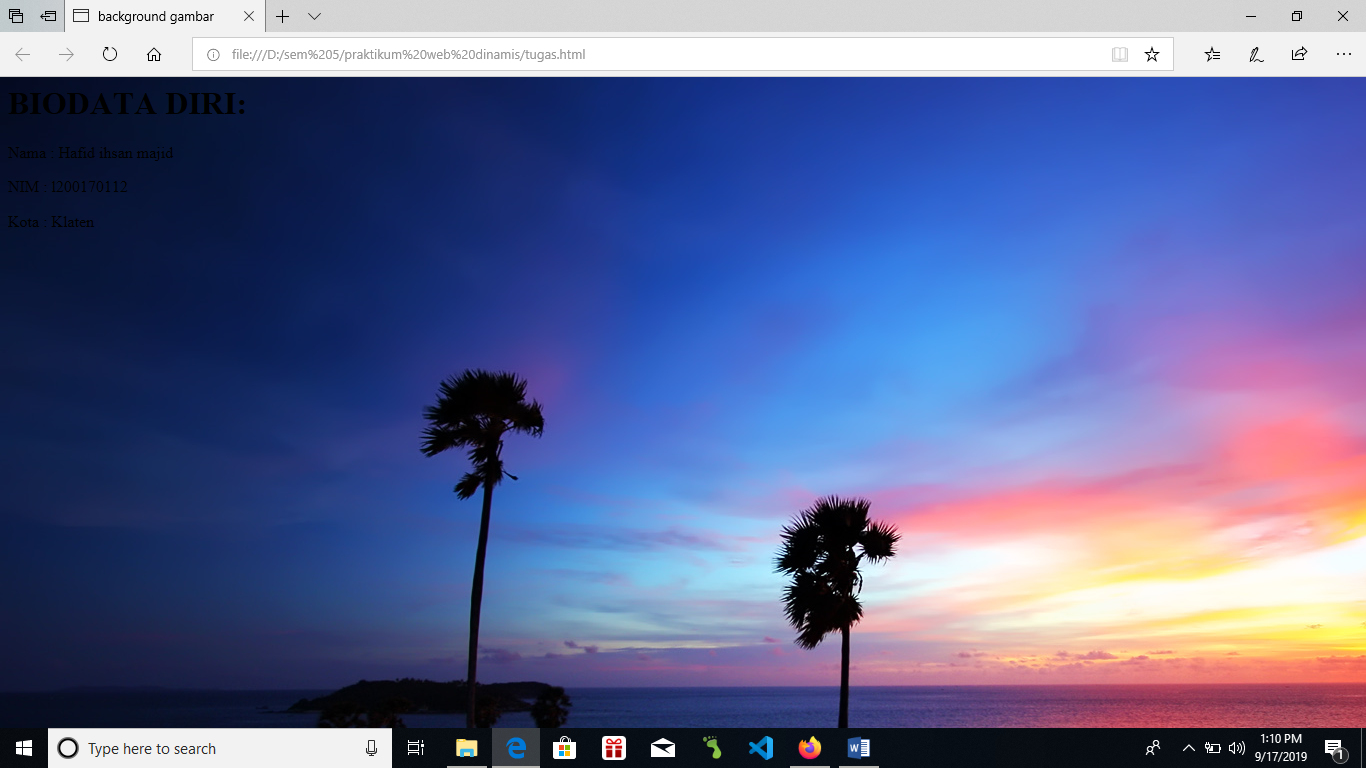 background gambar
file:///D:/sem%205/praktikum%20web%20dinamis/tugas.html
BIODATA DIRI:
Nama : Hafid ihsan majid
NIM : l200170112
Kota : Klaten
Type here to search
1:10 PM
9/17/2019
1